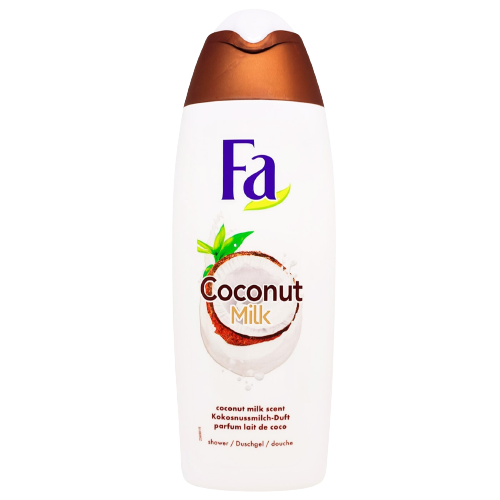 Fa
Coconut
Milk
coconut milk scent
Kokosnussmilch-Duft
parfum lait de coco
shower / Duschgel / douche